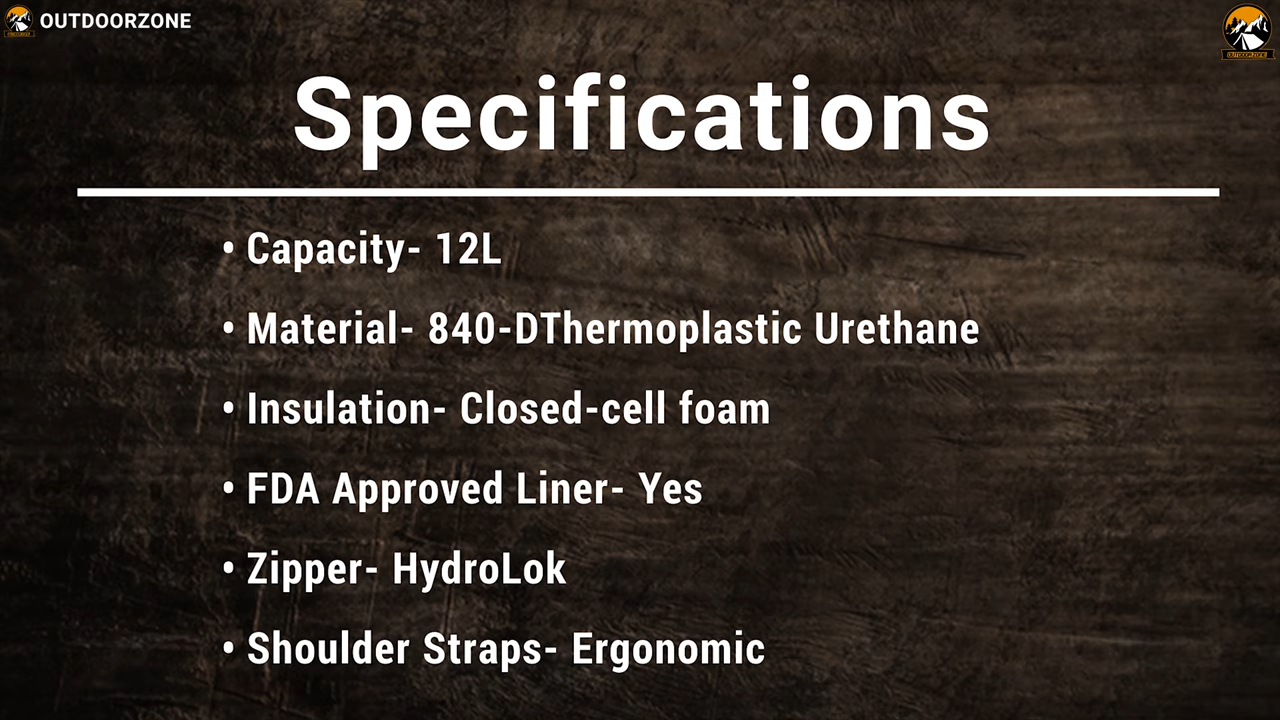 OUTDOORZONE
OUTDOORZONE
Specifications
• Capacity- 12L
• Material- 840-DThermoplastic Urethane
• Insulation- Closed-cell foam
• FDA Approved Liner- Yes
• Zipper- HydroLok
• Shoulder Straps- Ergonomic